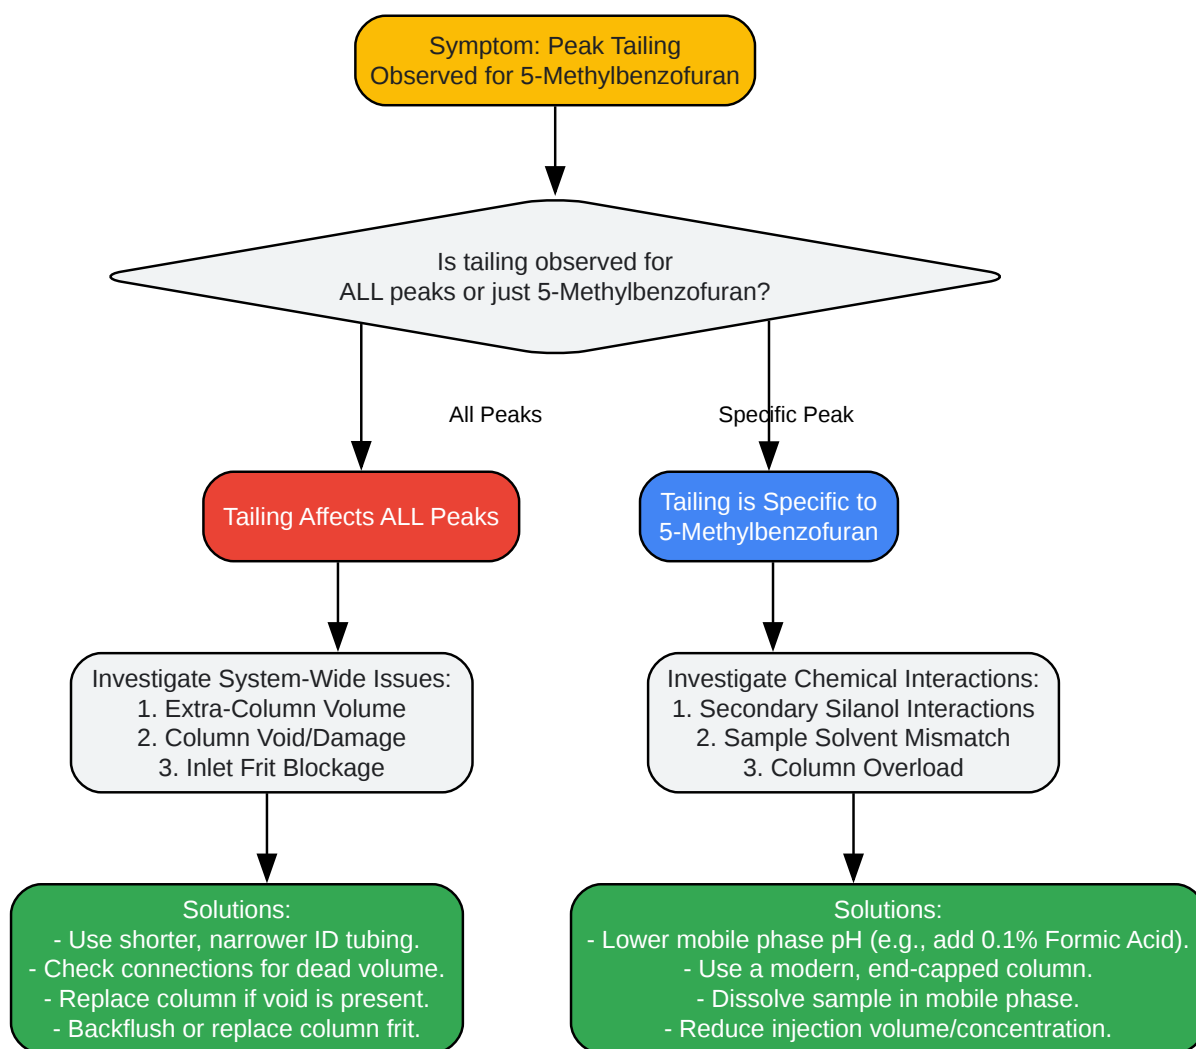 Symptom: Peak Tailing
Observed for 5-Methylbenzofuran
Is tailing observed for
ALL peaks or just 5-Methylbenzofuran?
All Peaks
Specific Peak
Tailing Affects ALL Peaks
Tailing is Specific to
5-Methylbenzofuran
Investigate System-Wide Issues:
1. Extra-Column Volume
2. Column Void/Damage
3. Inlet Frit Blockage
Investigate Chemical Interactions:
1. Secondary Silanol Interactions
2. Sample Solvent Mismatch
3. Column Overload
Solutions:
- Use shorter, narrower ID tubing.
- Check connections for dead volume.
- Replace column if void is present.
- Backflush or replace column frit.
Solutions:
- Lower mobile phase pH (e.g., add 0.1% Formic Acid).
- Use a modern, end-capped column.
- Dissolve sample in mobile phase.
- Reduce injection volume/concentration.